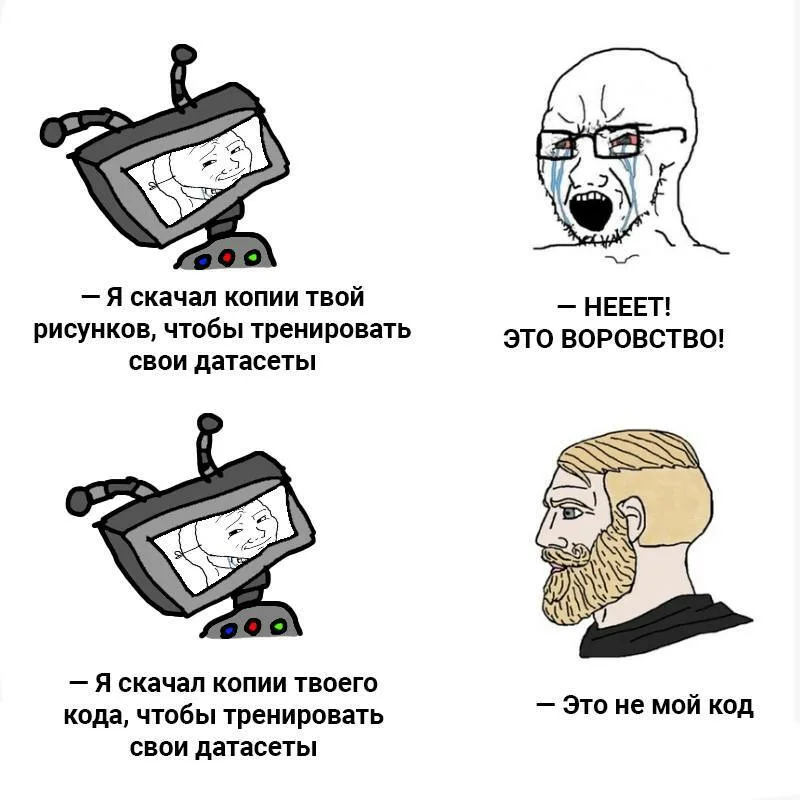 — Я скачал копии твой
рисунков, чтобы тренировать
свои датасеты
— НЕЕЕТ!
ЭТО ВОРОВСТВО!
— Я скачал копии твоего
кода, чтобы тренировать
свои датасеты
— Это не мой код